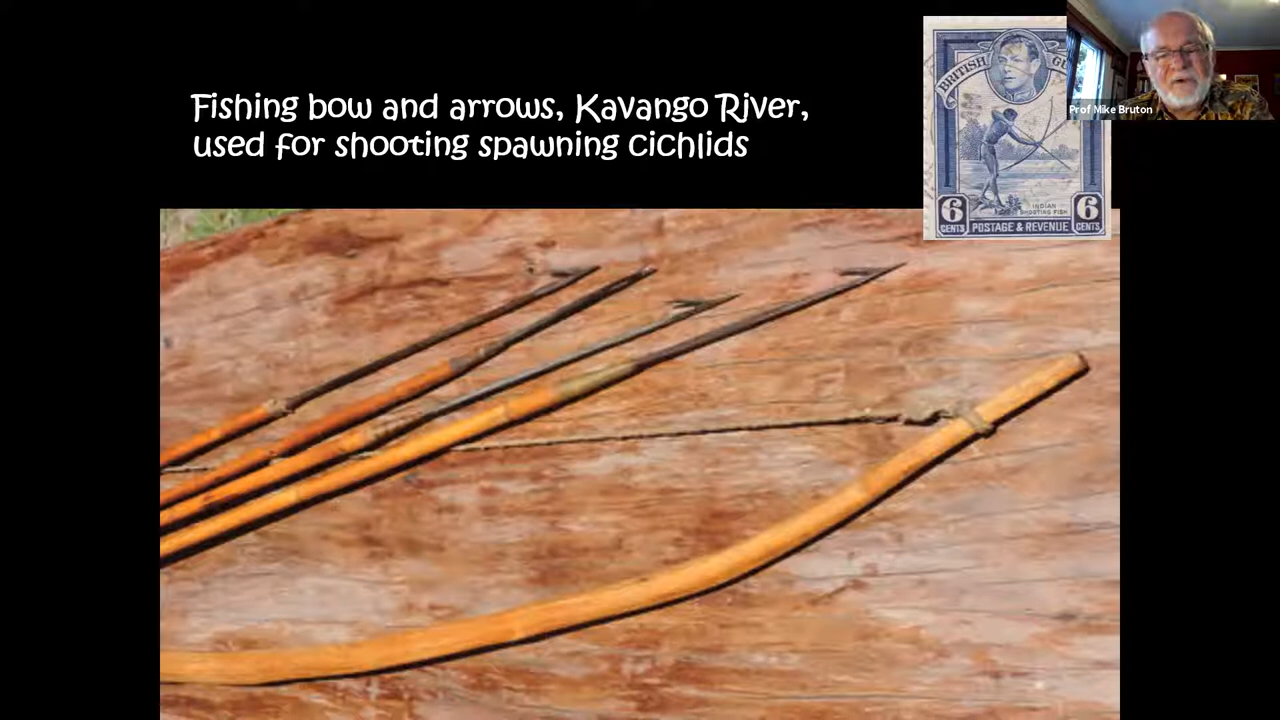 Fishing bow and arrows, Kavango River,
used for shooting spawning cichlids
BRITISH GU
Prof Mike Bruton
INDIAN
SHOOTING FISH
6 CENTS POSTAGE & REVENUE 6 CENTS